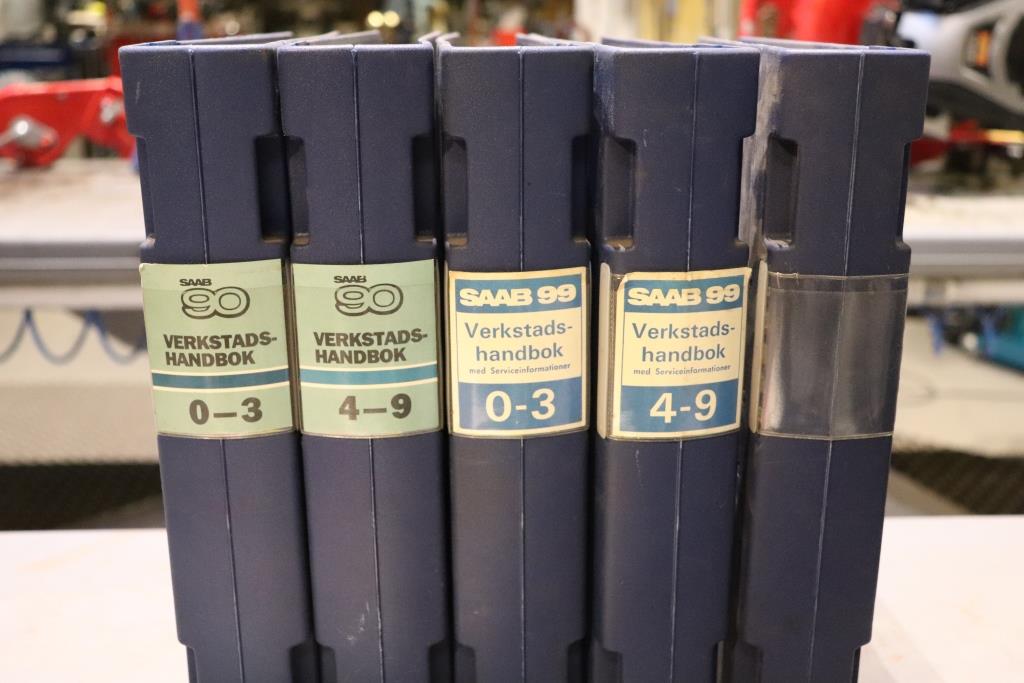 SAAB
90
VERKSTADS-
HANDBOK
0–3
SAAB
90
VERKSTADS-
HANDBOK
4–9
SAAB 99
Verkstads-
handbok
med Serviceinformationer
0-3
SAAB 99
Verkstads-
handbok
med Serviceinformationer
4-9